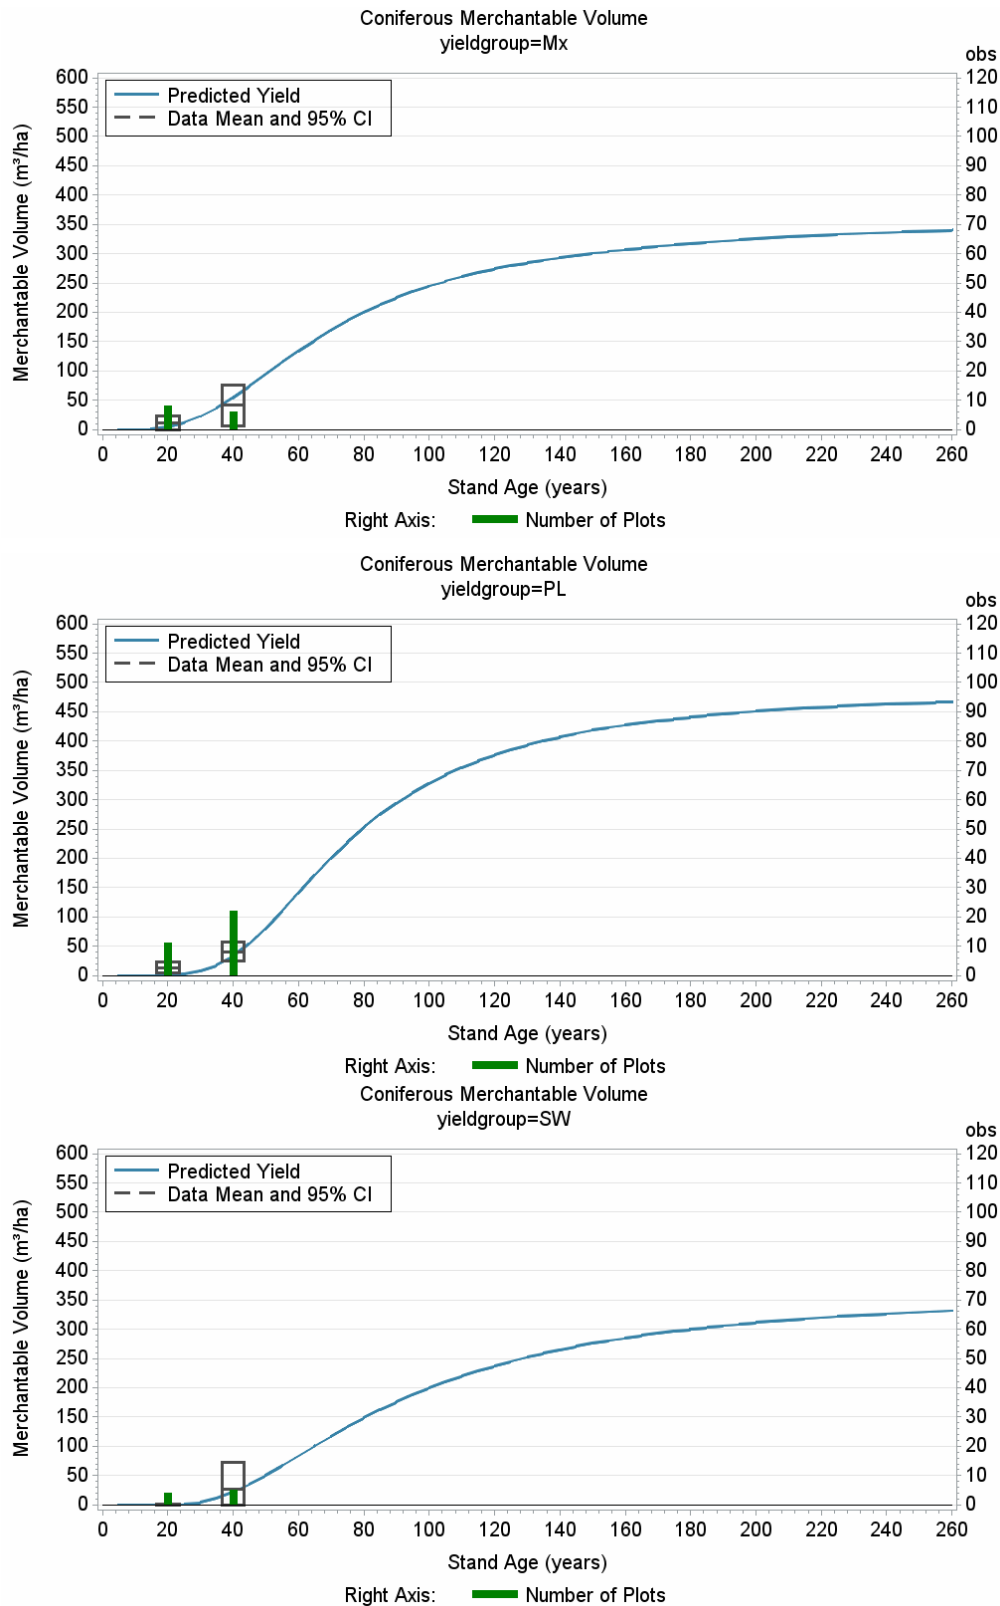 Coniferous Merchantable Volume
yieldgroup=Mx
obs
Merchantable Volume (m³/ha)
600
550
500
450
400
350
300
250
200
150
100
50
0
Predicted Yield
Data Mean and 95% CI
120
110
100
90
80
70
60
50
40
30
20
10
0
0 20 40 60 80 100 120 140 160 180 200 220 240 260
Stand Age (years)
Right Axis: Number of Plots
Coniferous Merchantable Volume
yieldgroup=PL
obs
Merchantable Volume (m³/ha)
600
550
500
450
400
350
300
250
200
150
100
50
0
Predicted Yield
Data Mean and 95% CI
120
110
100
90
80
70
60
50
40
30
20
10
0
0 20 40 60 80 100 120 140 160 180 200 220 240 260
Stand Age (years)
Right Axis: Number of Plots
Coniferous Merchantable Volume
yieldgroup=SW
obs
Merchantable Volume (m³/ha)
600
550
500
450
400
350
300
250
200
150
100
50
0
Predicted Yield
Data Mean and 95% CI
120
110
100
90
80
70
60
50
40
30
20
10
0
0 20 40 60 80 100 120 140 160 180 200 220 240 260
Stand Age (years)
Right Axis: Number of Plots